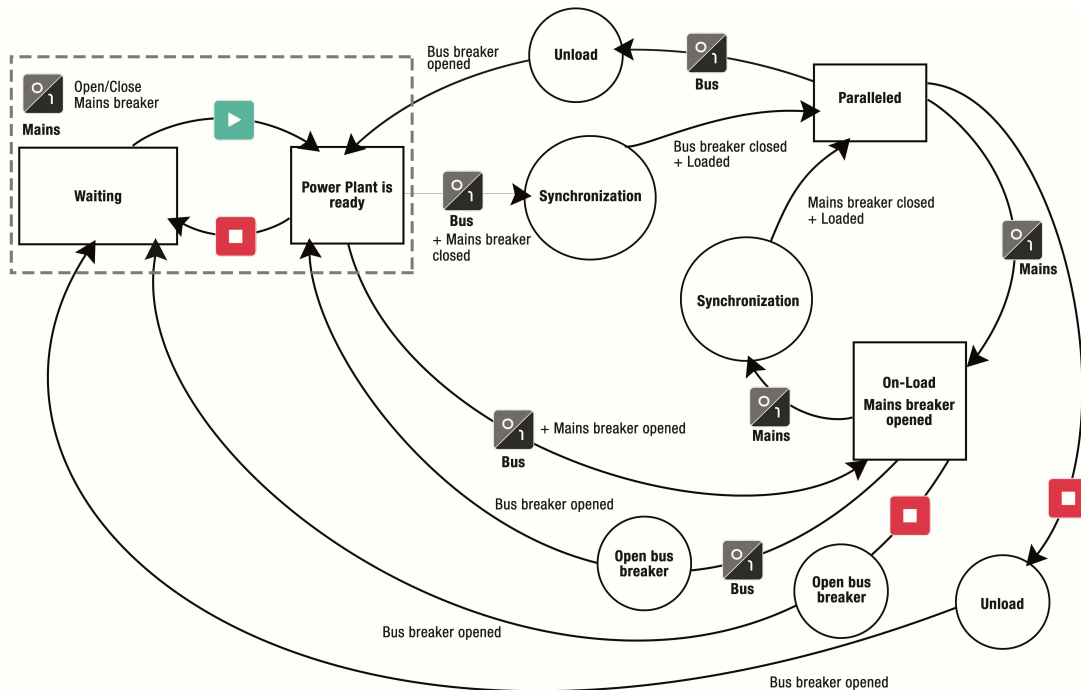 Open/Close
Mains breaker
Mains
Waiting
Power Plant is
ready
Bus breaker
opened
Unload
Bus
Paralleled
Bus breaker closed
+ Loaded
Synchronization
Bus
+ Mains breaker
closed
Mains breaker closed
+ Loaded
Mains
Synchronization
On-Load
Mains breaker
opened
Mains
+ Mains breaker opened
Bus
Bus breaker opened
Open bus
breaker
Bus
Open bus
breaker
Unload
Bus breaker opened
Bus breaker opened